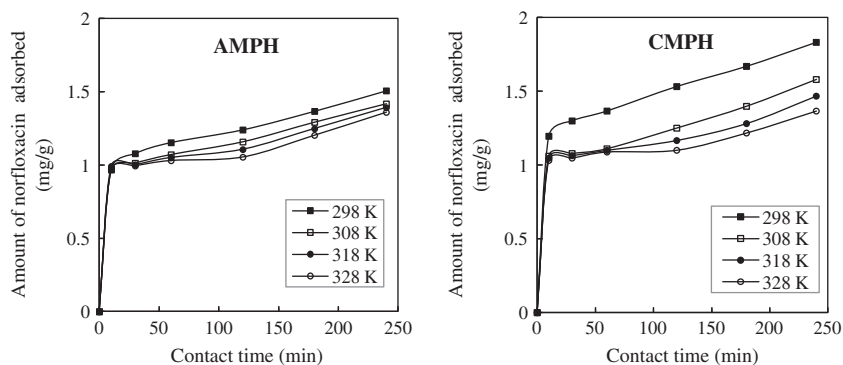 AMPH
Amount of norfloxacin adsorbed
(mg/g)
2
1.5
1
0.5
0
298 K
308 K
318 K
328 K
0 50 100 150 200 250
Contact time (min)
CMPH
Amount of norfloxacin adsorbed
(mg/g)
2
1.5
1
0.5
0
298 K
308 K
318 K
328 K
0 50 100 150 200 250
Contact time (min)